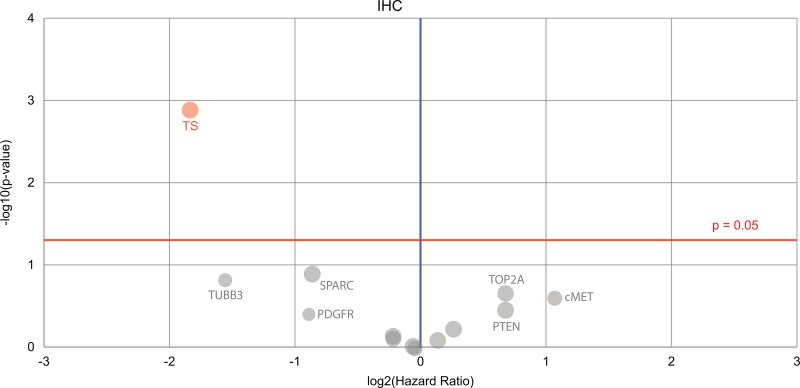 IHC
4
3
2
1
0
-log10(p-value)
TS
p = 0.05
TUBB3
SPARC
PDGFR
TOP2A
cMET
PTEN
-3
-2
-1
0
1
2
3
log2(Hazard Ratio)